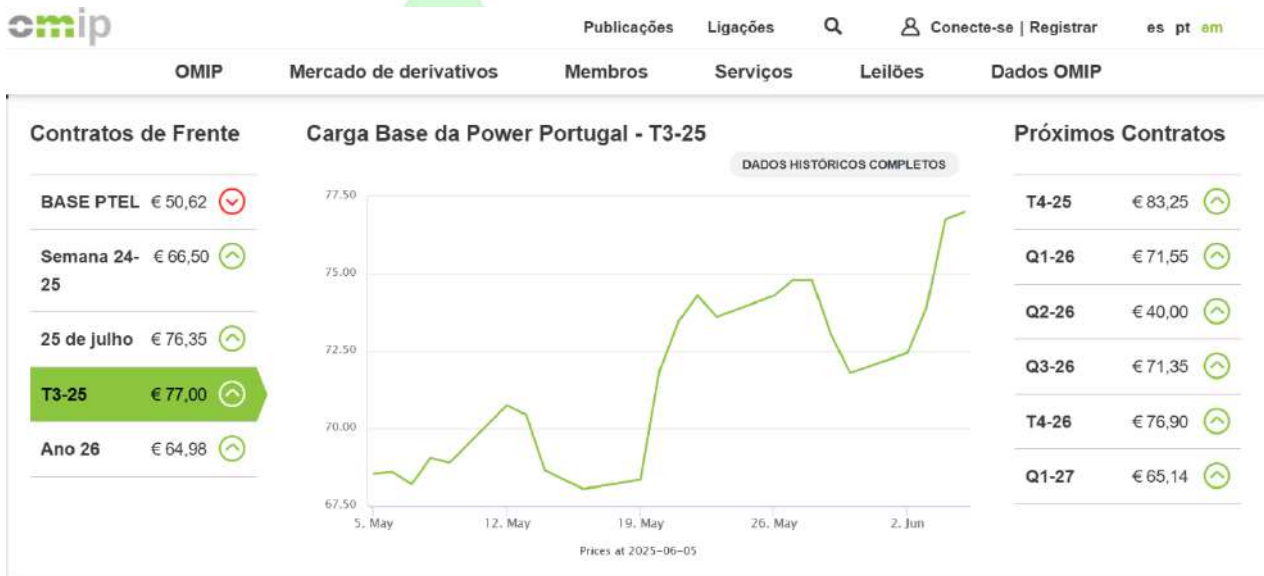 omip
Publicações Ligações Conecte-se | Registrar es pt em
OMIP Mercado de derivativos Membros Serviços Leilões Dados OMIP
Contratos de Frente
BASE PTEL € 50,62
Semana 24- € 66,50
25
25 de julho € 76,35
T3-25 € 77,00
Ano 26 € 64,98
Carga Base da Power Portugal - T3-25
DADOS HISTÓRICOS COMPLETOS
77.50
75.00
72.50
70.00
67.50
5. May 12. May 19. May 26. May 2. Jun
Prices at 2025-06-05
Próximos Contratos
T4-25 € 83,25
Q1-26 € 71,55
Q2-26 € 40,00
Q3-26 € 71,35
T4-26 € 76,90
Q1-27 € 65,14